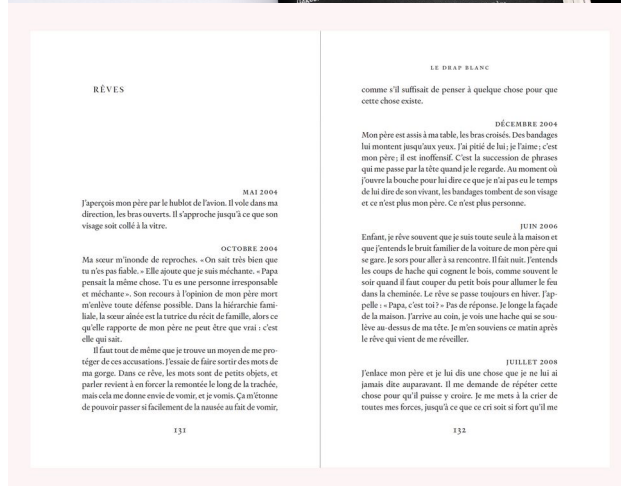 RÊVES
MAI 2004
J'aperçois mon père par le hublot de l'avion. Il vole dans ma
direction, les bras ouverts. Il s'approche jusqu'à ce que son
visage soit collé à la vitre.
OCTOBRE 2004
Ma sœur m'inonde de reproches. «On sait très bien que
tu n'es pas fiable.» Elle ajoute que je suis méchante. «Papa
pensait la même chose. Tu es une personne irresponsable
et méchante». Son recours à l'opinion de mon père mort
m'enlève toute défense possible. Dans la hiérarchie fami-
liale, la sœur aînée est la tutrice du récit de famille, alors ce
qu'elle rapporte de mon père ne peut être que vrai : c'est
elle qui sait.
Il faut tout de même que je trouve un moyen de me pro-
téger de ces accusations. J'essaie de faire sortir des mots de
ma gorge. Dans ce rêve, les mots sont de petits objets, et
parler revient à en forcer la remontée le long de la trachée,
mais cela me donne envie de vomir, et je vomis. Ça m'étonne
de pouvoir passer si facilement de la nausée au fait de vomir,
131
LE DRAP BLANC
comme s'il suffisait de penser à quelque chose pour que
cette chose existe.
DÉCEMBRE 2004
Mon père est assis à ma table, les bras croisés. Des bandages
lui montent jusqu'aux yeux. J'ai pitié de lui ; je l'aime ; c'est
mon père ; il est inoffensif. C'est la succession de phrases
qui me passe par la tête quand je le regarde. Au moment où
j'ouvre la bouche pour lui dire ce que je n'ai pas eu le temps
de lui dire de son vivant, les bandages tombent de son visage
et ce n'est plus mon père. Ce n'est plus personne.
JUIN 2006
Enfant, je rêve souvent que je suis toute seule à la maison et
que j'entends le bruit familier de la voiture de mon père qui
se gare. Je sors pour aller à sa rencontre. Il fait nuit. J'entends
les coups de hache qui cognent le bois, comme souvent le
soir quand il faut couper du petit bois pour allumer le feu
dans la cheminée. Le rêve se passe toujours en hiver. J'ap-
pelle : «Papa, c'est toi?» Pas de réponse. Je longe la façade
de la maison. J'arrive au coin, je vois une hache qui se sou-
lève au-dessus de ma tête. Je m'en souviens ce matin après
le rêve qui vient de me réveiller.
JUILLET 2008
J'enlace mon père et je lui dis une chose que je ne lui ai
jamais dite auparavant. Il me demande de répéter cette
chose pour qu'il puisse y croire. Je me mets à la crier de
toutes mes forces, jusqu'à ce que ce cri soit si fort qu'il me
132